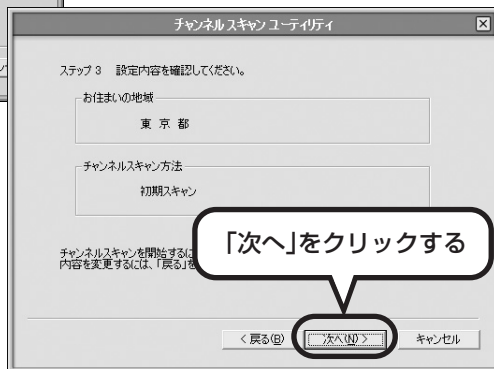 チャンネルスキャンユーティリティ
ステップ 3 設定内容を確認してください。
お住まいの地域
東 京 都
チャンネルスキャン方法
初期スキャン
「次へ」をクリックする
チャンネルスキャンを開始するに
内容を変更するには、「戻る」を
< 戻る(B)
次へ(N) >
キャンセル